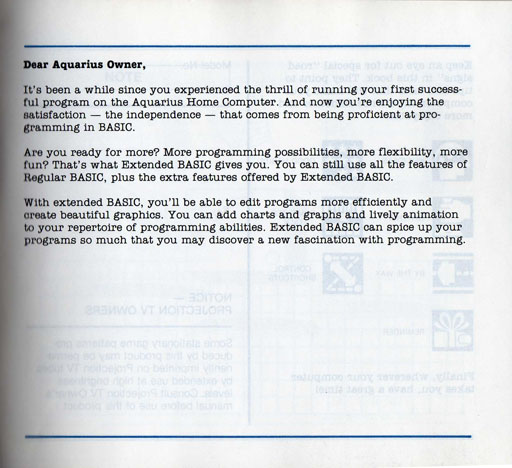 Dear Aquarius Owner,
It's been a while since you experienced the thrill of running your first success-
ful program on the Aquarius Home Computer. And now you're enjoying the
satisfaction — the independence — that comes from being proficient at pro-
gramming in BASIC.
Are you ready for more? More programming possibilities, more flexibility, more
fun? That's what Extended BASIC gives you. You can still use all the features of
Regular BASIC, plus the extra features offered by Extended BASIC.
With extended BASIC, you'll be able to edit programs more efficiently and
create beautiful graphics. You can add charts and graphs and lively animation
to your repertoire of programming abilities. Extended BASIC can spice up your
programs so much that you may discover a new fascination with programming.